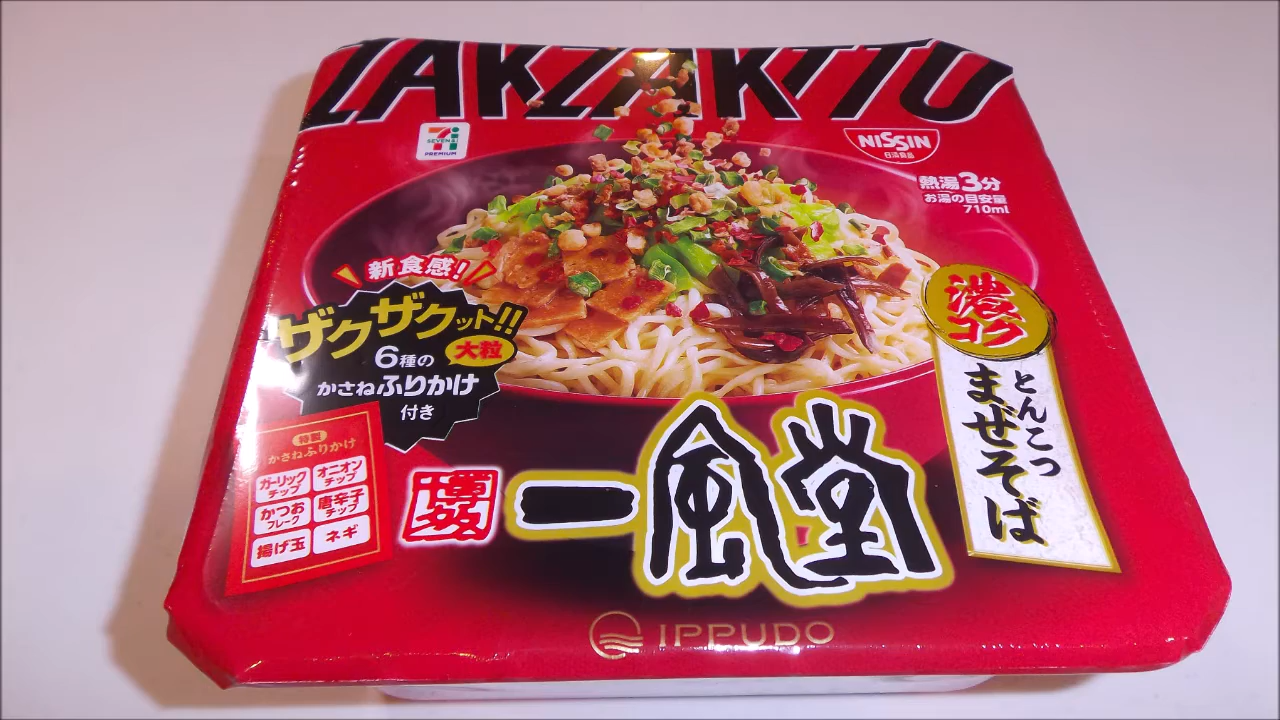 ZAKZAKTTO
SEVEN&i
PREMIUM
NISSIN
日清食品
熱湯3分
お湯の目安量
710ml
新食感!
ザクザクッット!!
6種の
大粒
かさねふりかけ
付き
濃
コク
とんこつ
まぜそば
特製
かさねふりかけ
ガーリック
チップ
オニオン
チップ
かつお
フレーク
唐辛子
チップ
揚げ玉
ネギ
博多
一風堂
IPPUDO